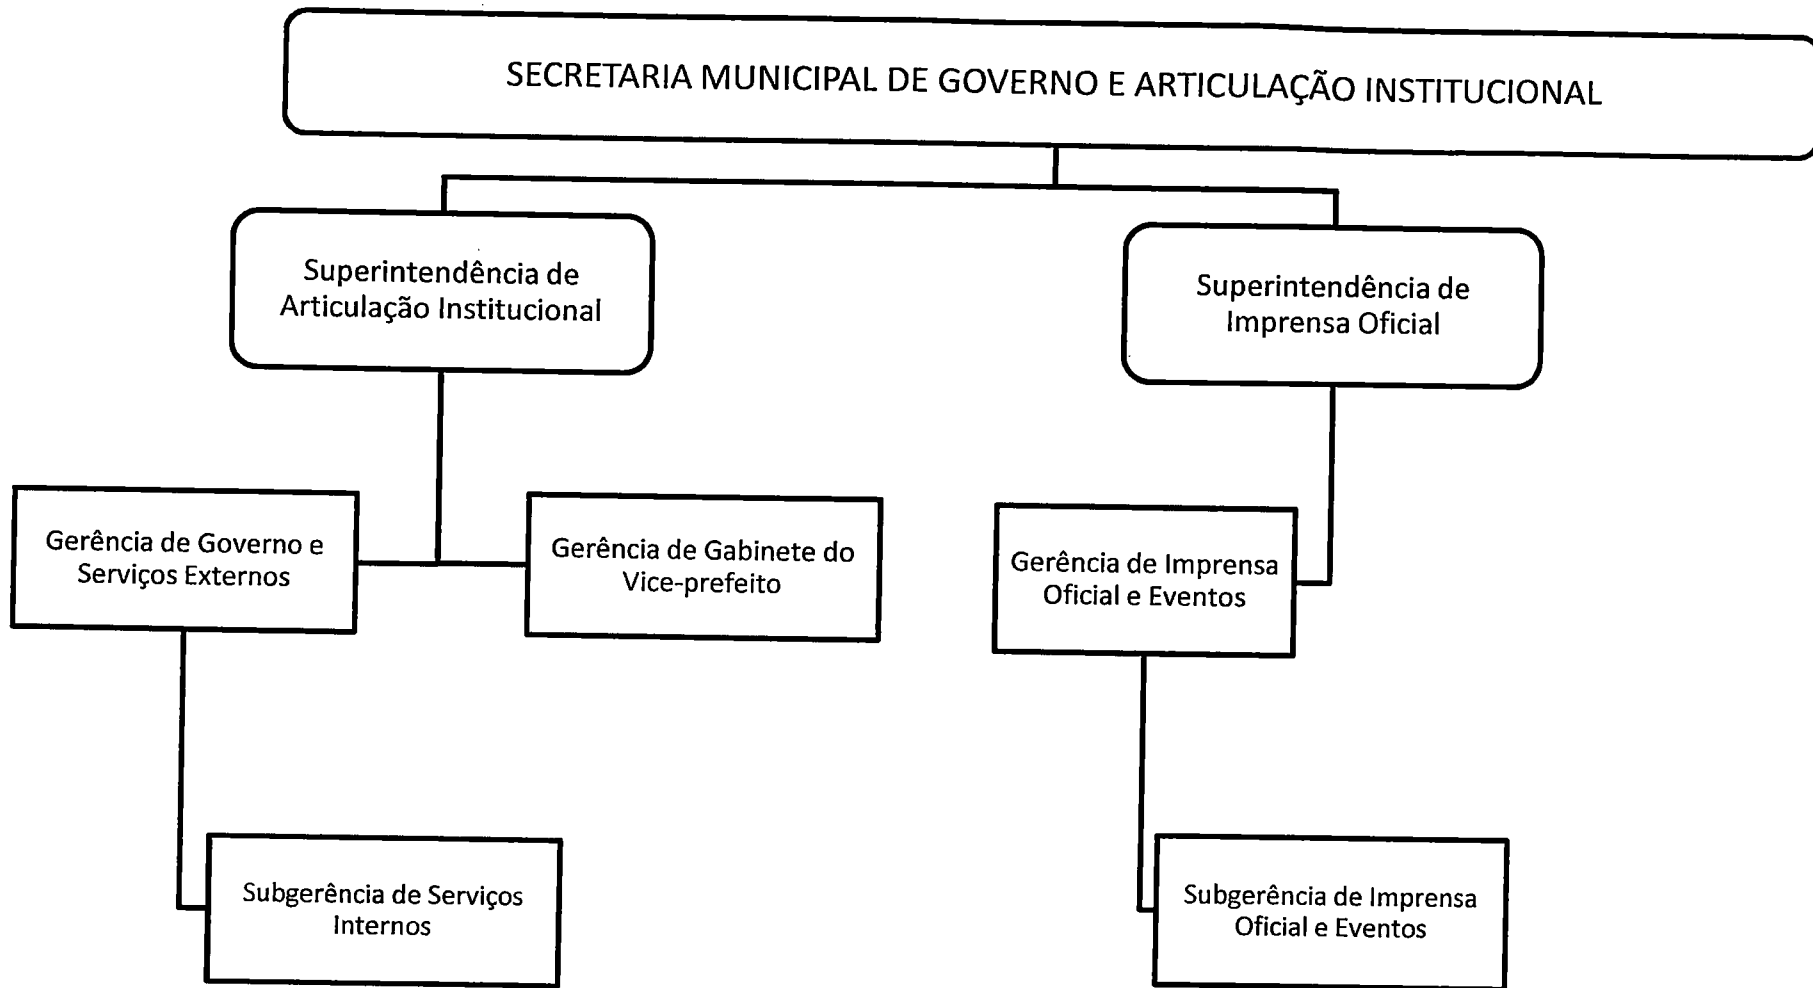 SECRETARIA MUNICIPAL DE GOVERNO E ARTICULAÇÃO INSTITUCIONAL
Superintendência de
Articulação Institucional
Superintendência de
Imprensa Oficial
Gerência de Governo e
Serviços Externos
Gerência de Gabinete do
Vice-prefeito
Gerência de Imprensa
Oficial e Eventos
Subgerência de Serviços
Internos
Subgerência de Imprensa
Oficial e Eventos